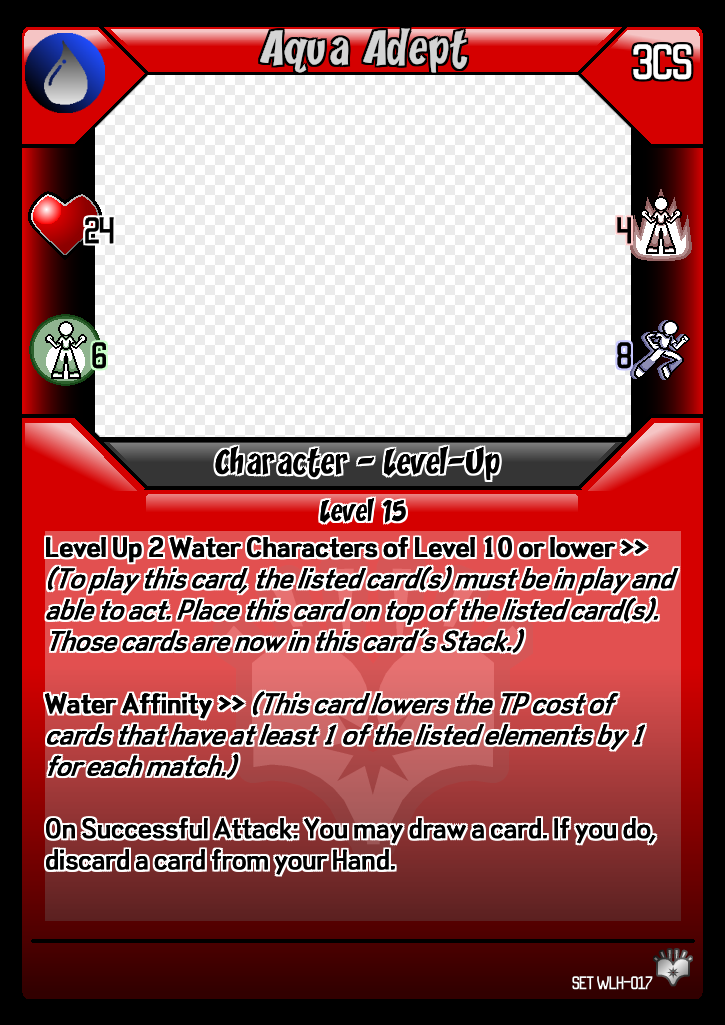 Aqua Adept
3CS
24
4
6
8
Character - Level-Up
Level 15
Level Up 2 Water Characters of Level 10 or lower >>
(To play this card, the listed card(s) must be in play and
able to act. Place this card on top of the listed card(s).
Those cards are now in this card's Stack.)
Water Affinity >> (This card lowers the TP cost of
cards that have at least 1 of the listed elements by 1
for each match.)
On Successful Attack: You may draw a card. If you do,
discard a card from your Hand.
SET WLH-017